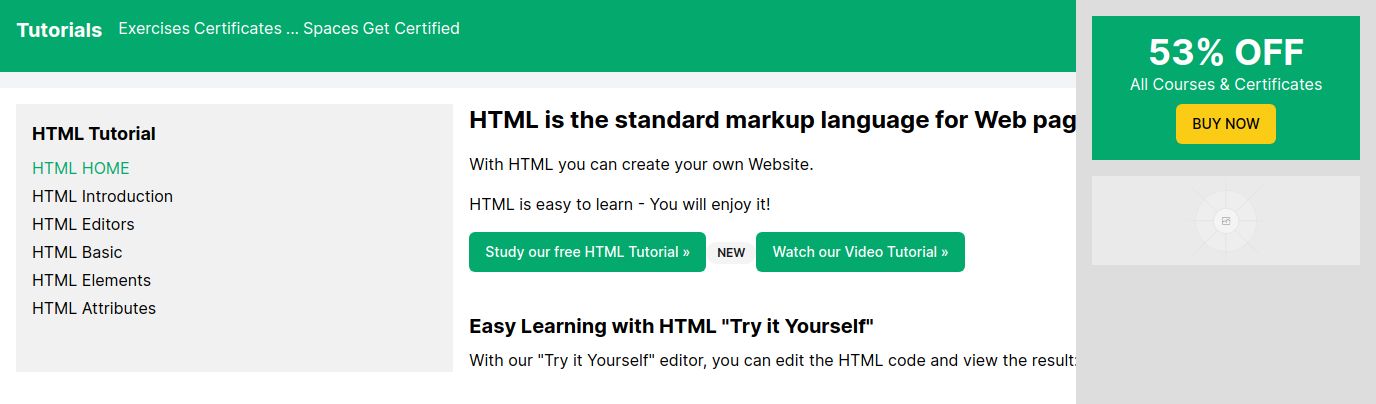 Tutorials Exercises Certificates ... Spaces Get Certified
HTML Tutorial
HTML HOME
HTML Introduction
HTML Editors
HTML Basic
HTML Elements
HTML Attributes
HTML is the standard markup language for Web pag
With HTML you can create your own Website.
HTML is easy to learn - You will enjoy it!
Study our free HTML Tutorial » NEW Watch our Video Tutorial »
Easy Learning with HTML "Try it Yourself"
With our "Try it Yourself" editor, you can edit the HTML code and view the result:
53% OFF
All Courses & Certificates
BUY NOW